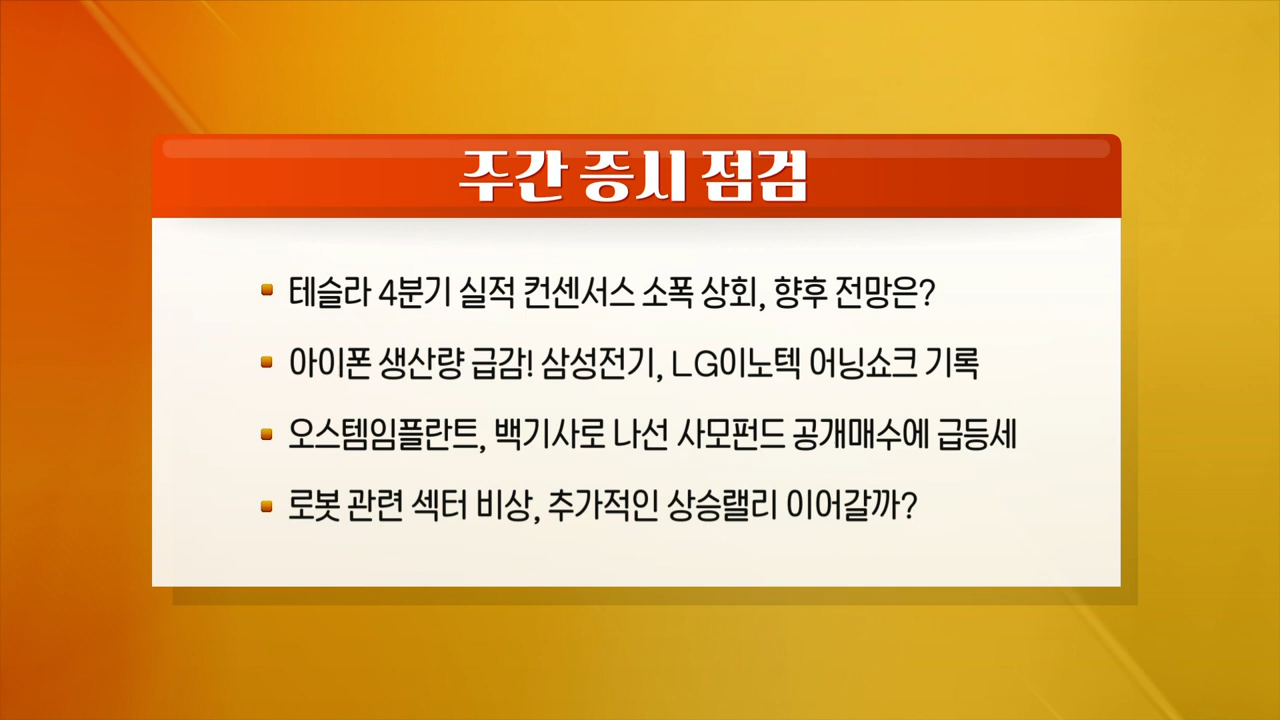 주간 증시 점검
테슬라 4분기 실적 컨센서스 소폭 상회, 향후 전망은?
아이폰 생산량 급감! 삼성전기, LG이노텍 어닝쇼크 기록
오스템임플란트, 백기사로 나선 사모펀드 공개매수에 급등세
로봇 관련 섹터 비상, 추가적인 상승랠리 이어갈까?